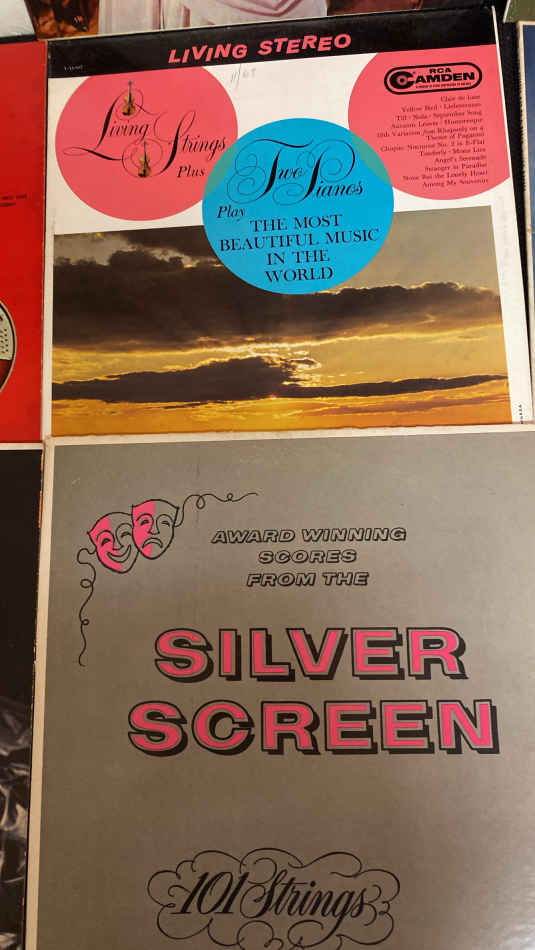 LIVING STEREO
11/68
Living Strings
Plus
Two Pianos
Play
THE MOST
BEAUTIFUL MUSIC
IN THE
WORLD
RCA
CAMDEN
Clair de lune
Yellow Bird • Liebestraum
Till • Nola • September Song
Autumn Leaves • Humoresque
18th Variation from Rhapsody on a
Theme of Paganini
Chopin: Nocturne No. 2 in E-Flat
Tenderly • Mona Lisa
Angel's Serenade
Stranger in Paradise
None But the Lonely Heart
Among My Souvenirs
AWARD WINNING
SCORES
FROM THE
SILVER
SCREEN
101 Strings